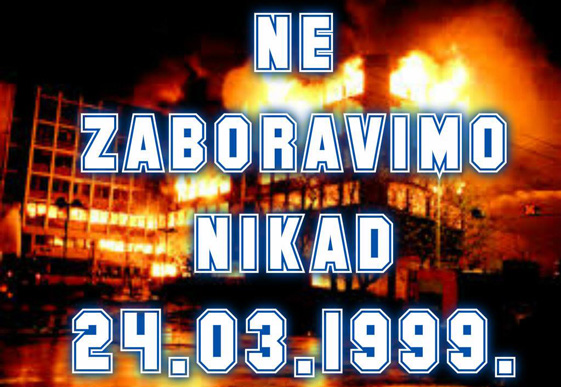 NE
ZABORAVIMO
NIKAD
24.03.1999.